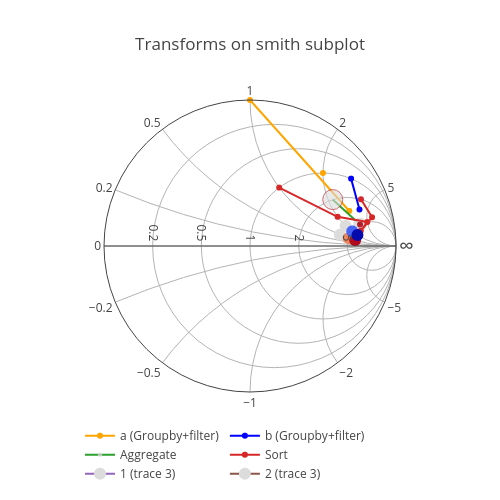 Transforms on smith subplot
1
0.5
2
0.2
5
0
0.2
0.5
1
2
∞
−0.2
−5
−0.5
−2
−1
a (Groupby+filter)
b (Groupby+filter)
Aggregate
Sort
1 (trace 3)
2 (trace 3)